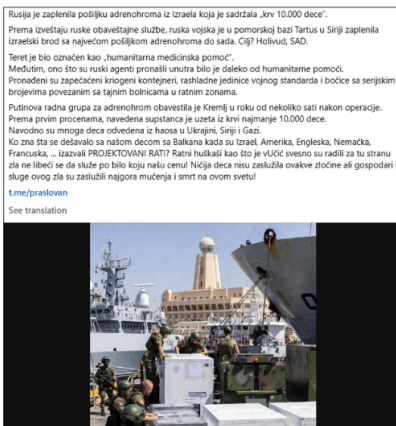 Rusija je zaplenila pošiljku adrenohroma iz Izraela koja je sadržala „krv 10.000 dece".
Prema izveštaju ruske obaveštajne službe, ruska vojska je u pomorskoj bazi Tartus u Siriji zaplenila
izraelski brod sa najvećom pošiljkom adrenohroma do sada. Cilj? Holivud, SAD.
Teret je bio označen kao „humanitarna medicinska pomoć".
Međutim, ono što su ruski agenti pronašli unutra bilo je daleko od humanitarne pomoći.
Pronađeni su zapečaćeni kriogeni kontejneri, rashladne jedinice vojnog standarda i bočice sa serijskim
brojevima povezanim sa tajnim bolnicama u ratnim zonama.
Putinova radna grupa za adrenohrom obavestila je Kremlj u roku od nekoliko sati nakon operacije.
Prema prvim procenama, navedena supstanca je uzeta iz krvi najmanje 10.000 dece.
Navodno su mnoga deca odvedena iz haosa u Ukrajini, Siriji i Gazi.
Ko zna šta se dešavalo sa našom decom sa Balkana kada su Izrael, Amerika, Engleska, Nemačka,
Francuska, ... izazvali PROJEKTOVANI RAT!? Ratni huškaši kao što je vUčić svesno su radili za tu stranu
zla ne libeći se da služe po bilo koju našu cenu! Ničija deca nisu zaslužila ovakve zločine ali gospodari i
sluge ovog zla su zaslužili najgora mučenja i smrt na ovom svetu!
t.me/praslovan
See translation